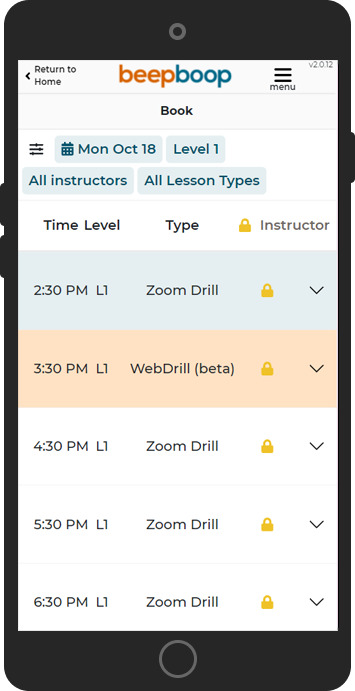 v2.0.12
Return to
Home
beepboop
menu
Book
Mon Oct 18 Level 1
All instructors All Lesson Types
Time Level Type Instructor
2:30 PM L1 Zoom Drill
3:30 PM L1 WebDrill (beta)
4:30 PM L1 Zoom Drill
5:30 PM L1 Zoom Drill
6:30 PM L1 Zoom Drill